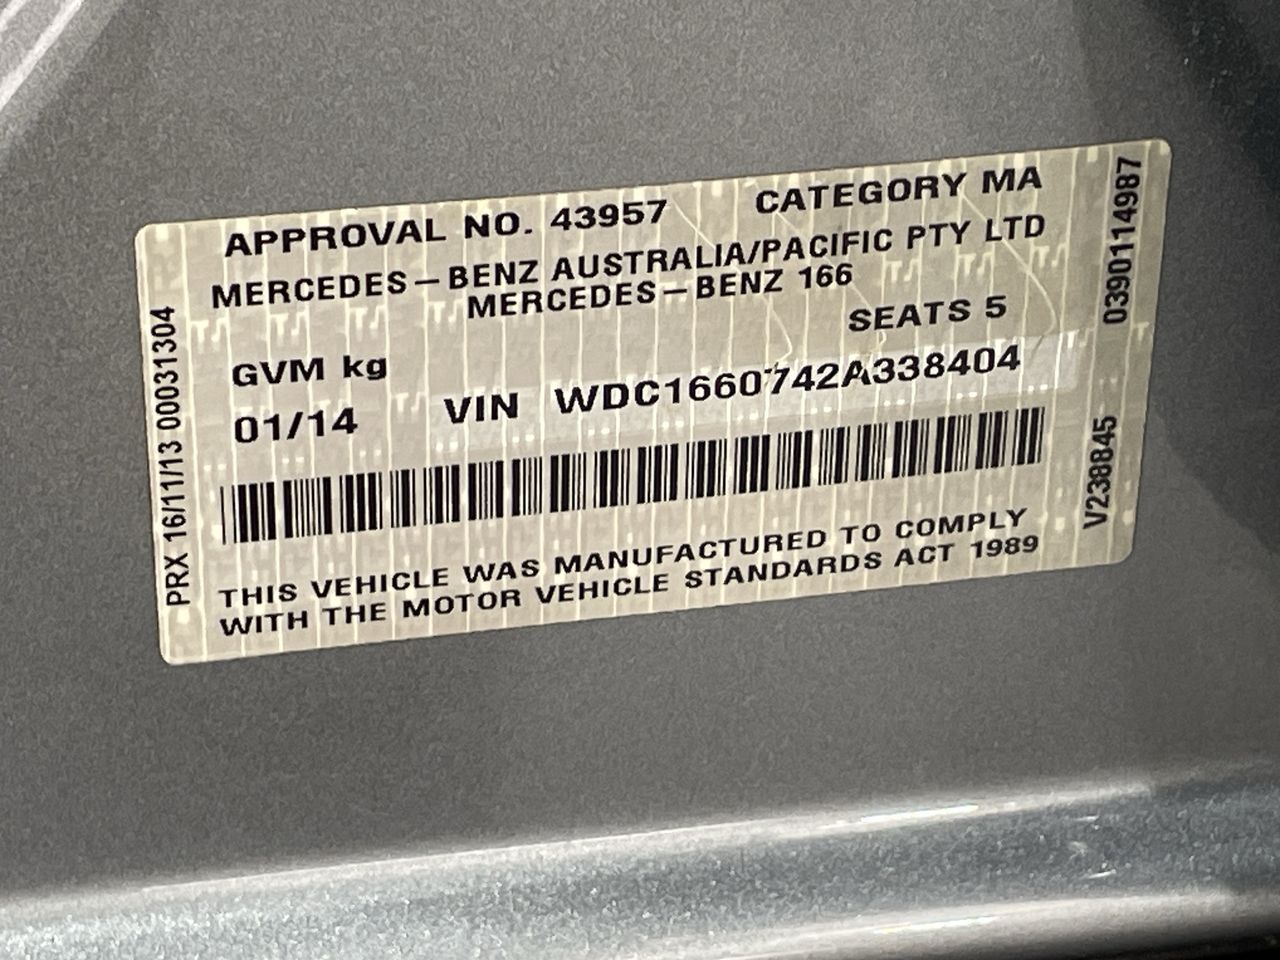 APPROVAL NO. 43957 CATEGORY MA
MERCEDES-BENZ AUSTRALIA/PACIFIC PTY LTD
MERCEDES-BENZ 166
SEATS 5
GVM kg
01/14 VIN WDC1660742A338404
THIS VEHICLE WAS MANUFACTURED TO COMPLY
WITH THE MOTOR VEHICLE STANDARDS ACT 1989
PRX 16/11/13 00031304
0390114987
V238845